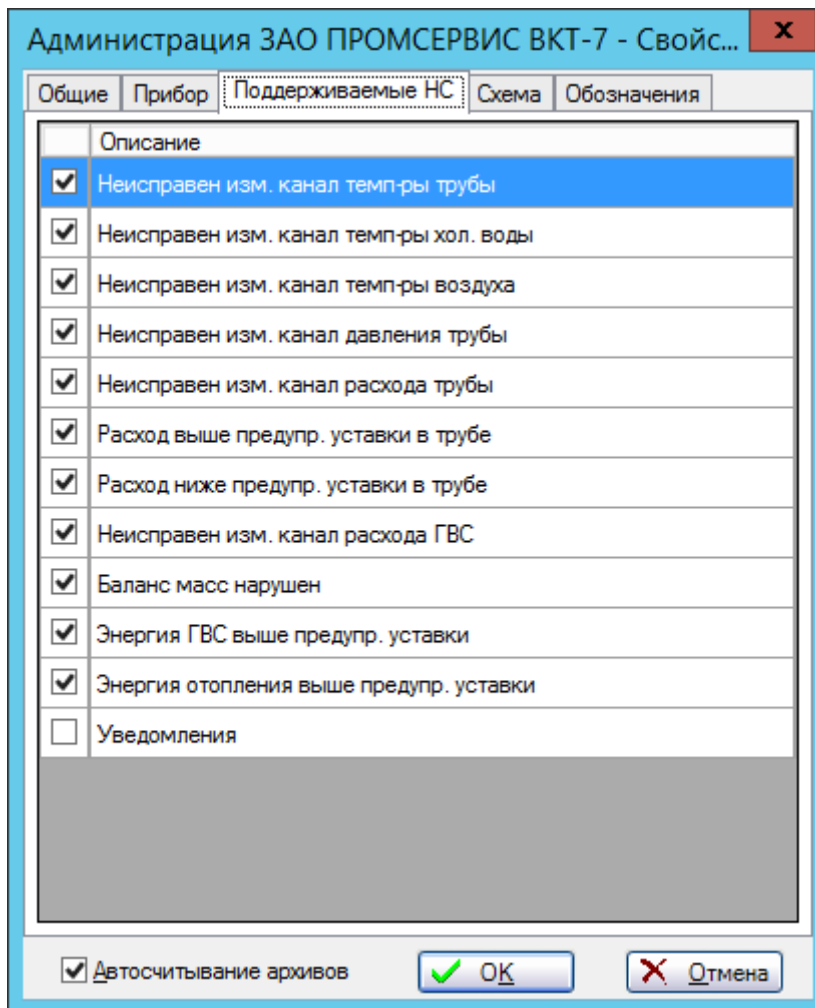 Администрация ЗАО ПРОМСЕРВИС ВКТ-7 - Свойс...
x
Общие Прибор Поддерживаемые НС Схема Обозначения
Описание
Неисправен изм. канал темп-ры трубы
Неисправен изм. канал темп-ры хол. воды
Неисправен изм. канал темп-ры воздуха
Неисправен изм. канал давления трубы
Неисправен изм. канал расхода трубы
Расход выше предупр. уставки в трубе
Расход ниже предупр. уставки в трубе
Неисправен изм. канал расхода ГВС
Баланс масс нарушен
Энергия ГВС выше предупр. уставки
Энергия отопления выше предупр. уставки
Уведомления
Автосчитывание архивов OK Отмена